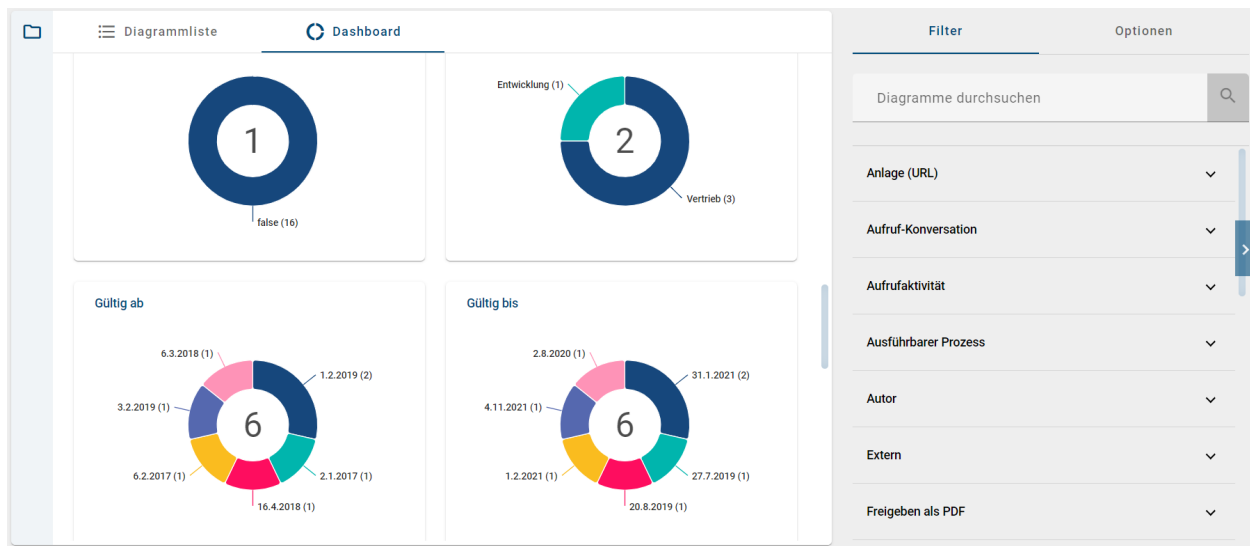 Diagrammliste
Dashboard
Filter
Optionen
Diagramme durchsuchen
1
false (16)
Entwicklung (1)
2
Vertrieb (3)
Gültig ab
6.3.2018 (1)
1.2.2019 (2)
3.2.2019 (1)
6
6.2.2017 (1)
2.1.2017 (1)
16.4.2018 (1)
Gültig bis
2.8.2020 (1)
31.1.2021 (2)
4.11.2021 (1)
6
1.2.2021 (1)
27.7.2019 (1)
20.8.2019 (1)
Anlage (URL)
Aufruf-Konversation
Aufrufaktivität
Ausführbarer Prozess
Autor
Extern
Freigeben als PDF